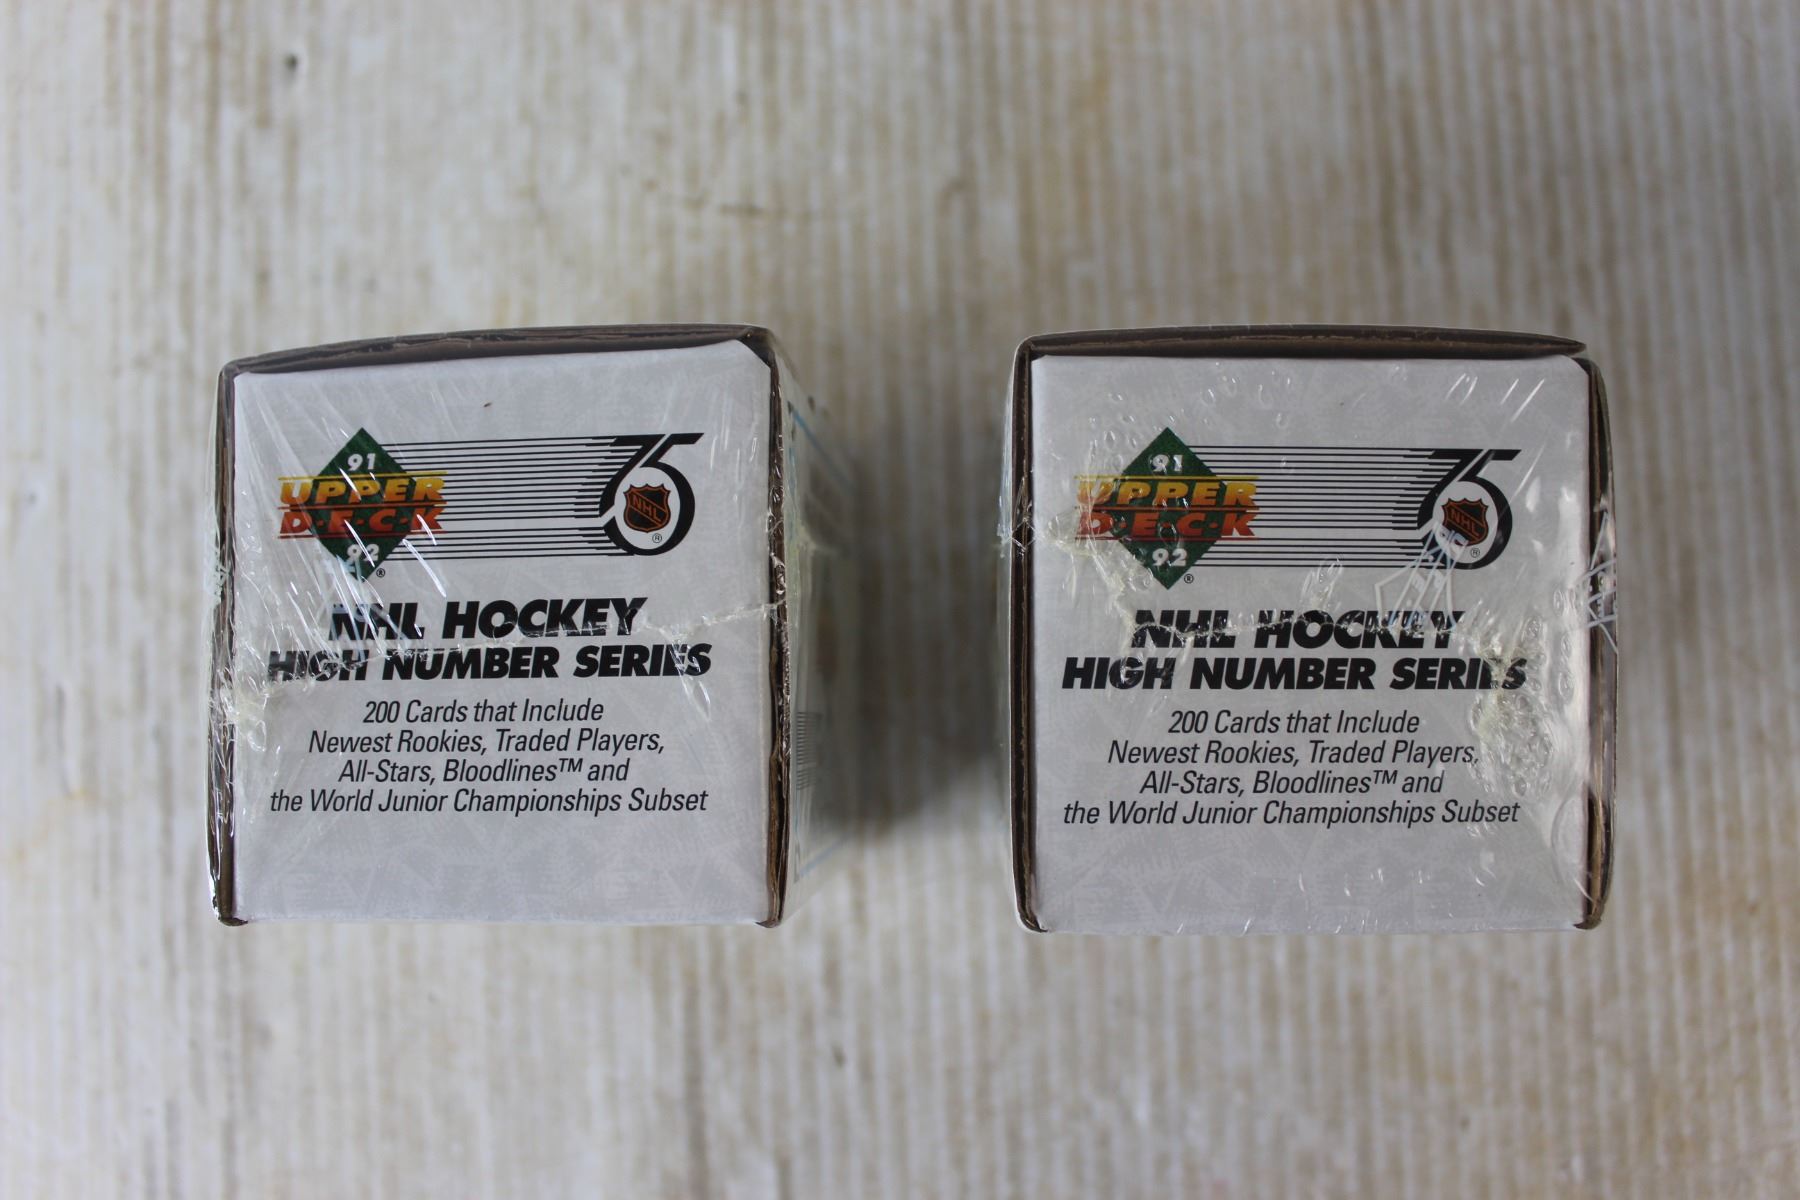 91
UPPER
D·E·C·K
92
®
75
NHL
®
NHL HOCKEY
HIGH NUMBER SERIES
200 Cards that Include
Newest Rookies, Traded Players,
All-Stars, Bloodlines™ and
the World Junior Championships Subset
91
UPPER
D·E·C·K
92
®
75
NHL
®
NHL HOCKEY
HIGH NUMBER SERIES
200 Cards that Include
Newest Rookies, Traded Players,
All-Stars, Bloodlines™ and
the World Junior Championships Subset